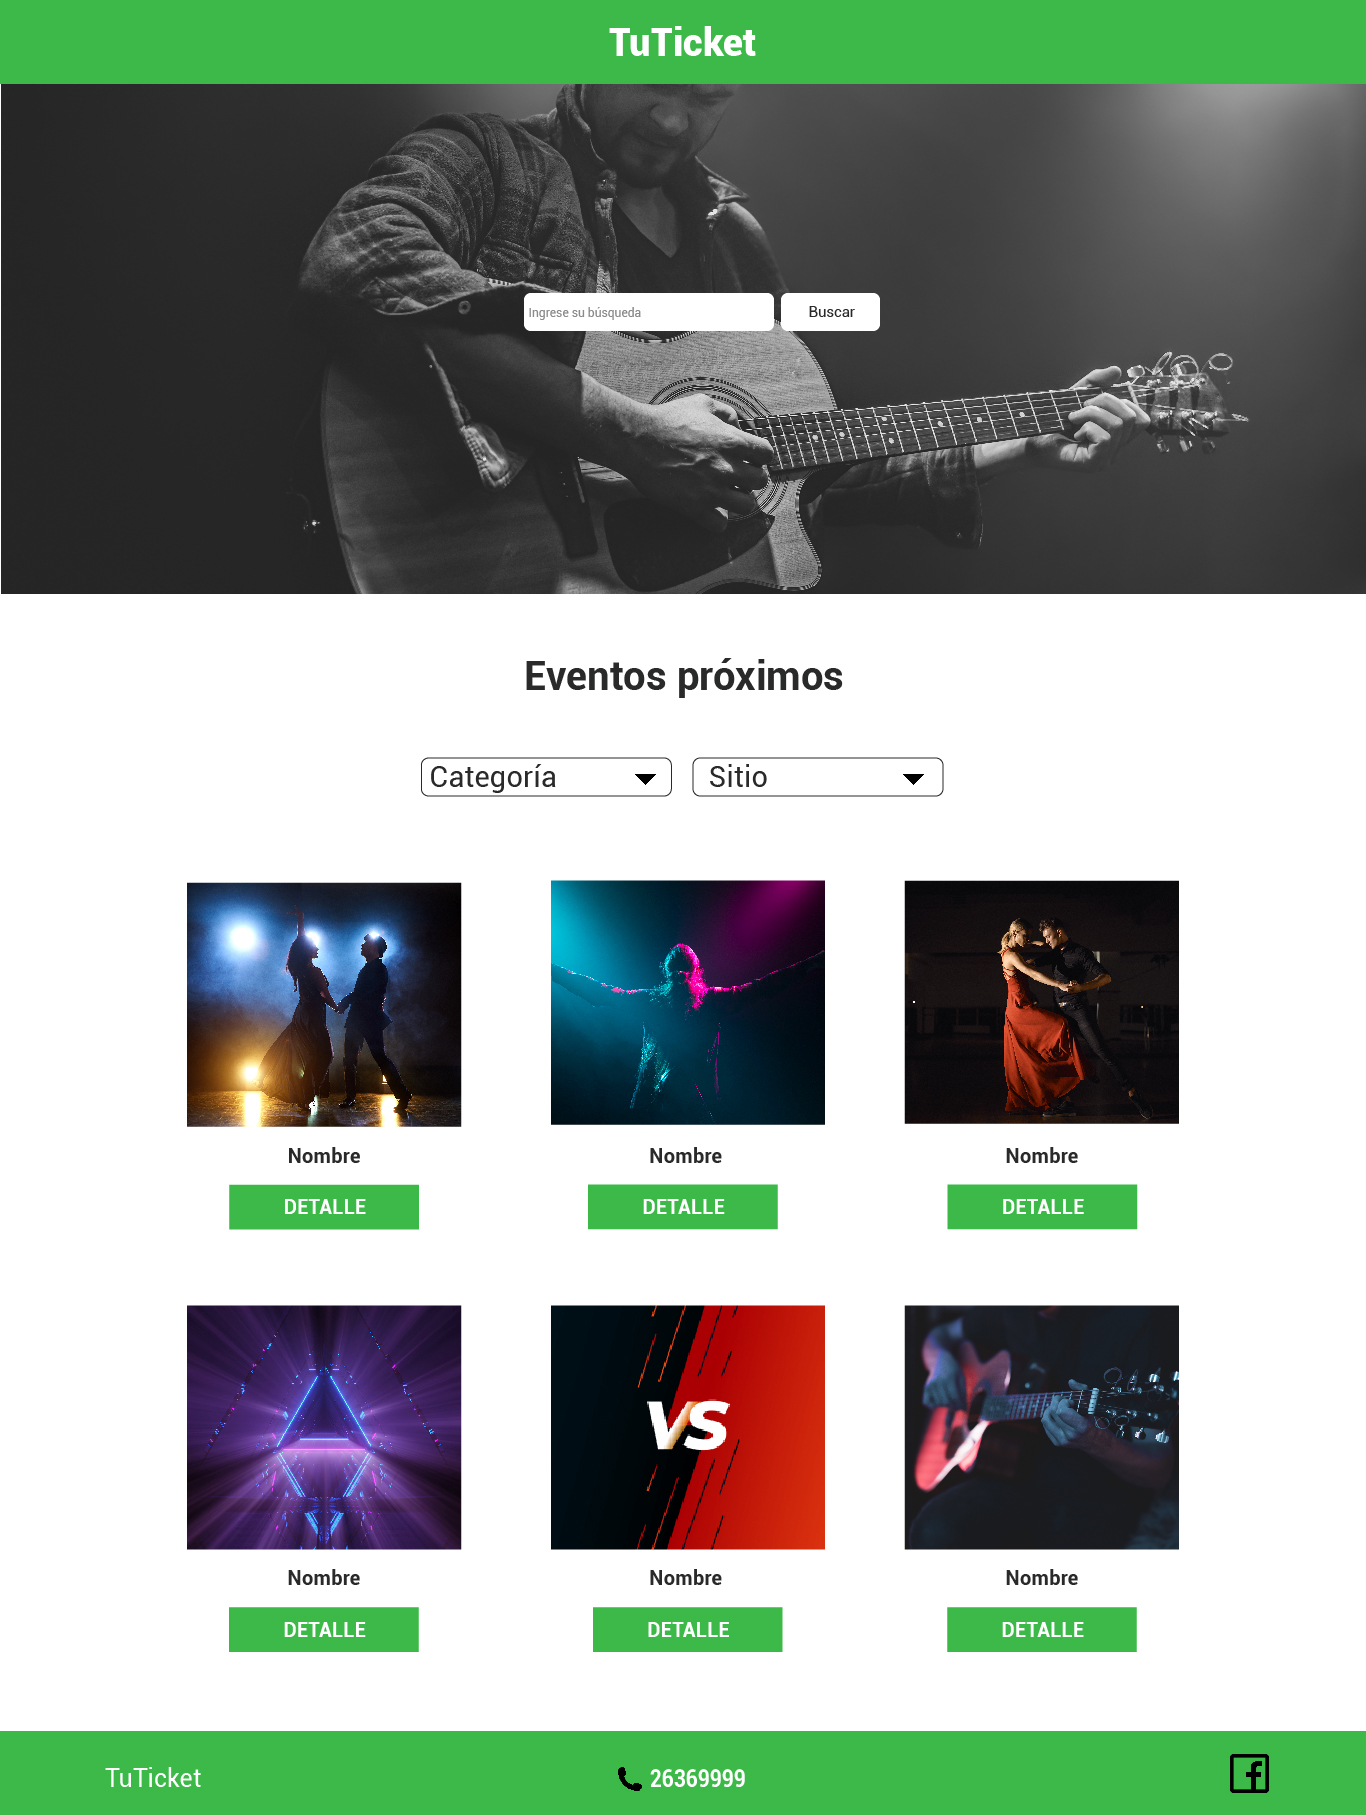 TuTicket
Ingrese su búsqueda
Buscar
Eventos próximos
Categoría
Sitio
Nombre
Nombre
Nombre
DETALLE
DETALLE
DETALLE
VS
Nombre
Nombre
Nombre
DETALLE
DETALLE
DETALLE
TuTicket
26369999